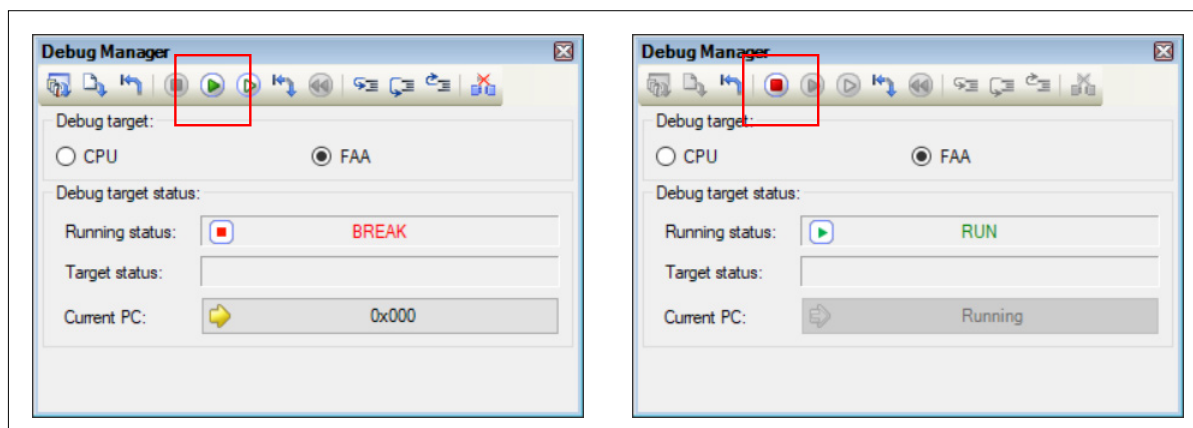 Debug Manager
Debug target:
CPU
FAA
Debug target status:
Running status:
BREAK
Target status:
Current PC:
0x000
Debug Manager
Debug target:
CPU
FAA
Debug target status:
Running status:
RUN
Target status:
Current PC:
Running